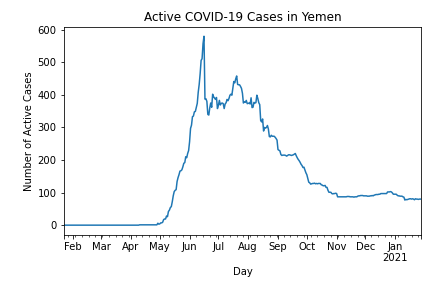 Active COVID-19 Cases in Yemen
Number of Active Cases
600
500
400
300
200
100
0
Feb Mar Apr May Jun Jul Aug Sep Oct Nov Dec Jan
2021
Day